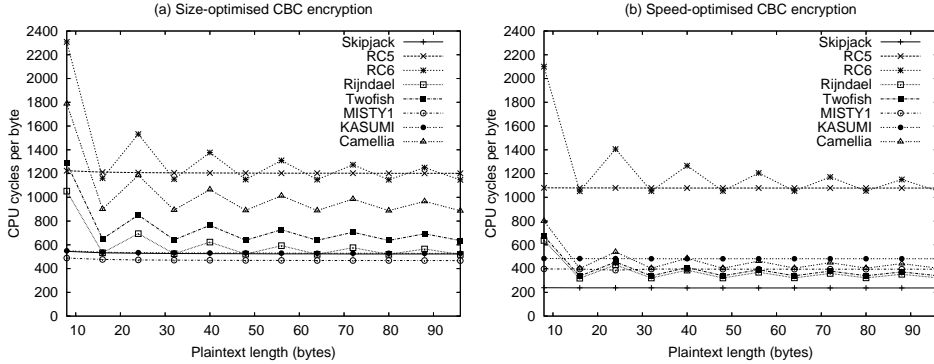 (a) Size-optimised CBC encryption
CPU cycles per byte
2400
2200
2000
1800
1600
1400
1200
1000
800
600
400
200
0
Skipjack
RC5
RC6
Rijndael
Twofish
MISTY1
KASUMI
Camellia
10 20 30 40 50 60 70 80 90
Plaintext length (bytes)
(b) Speed-optimised CBC encryption
CPU cycles per byte
2400
2200
2000
1800
1600
1400
1200
1000
800
600
400
200
0
Skipjack
RC5
RC6
Rijndael
Twofish
MISTY1
KASUMI
Camellia
10 20 30 40 50 60 70 80 90
Plaintext length (bytes)